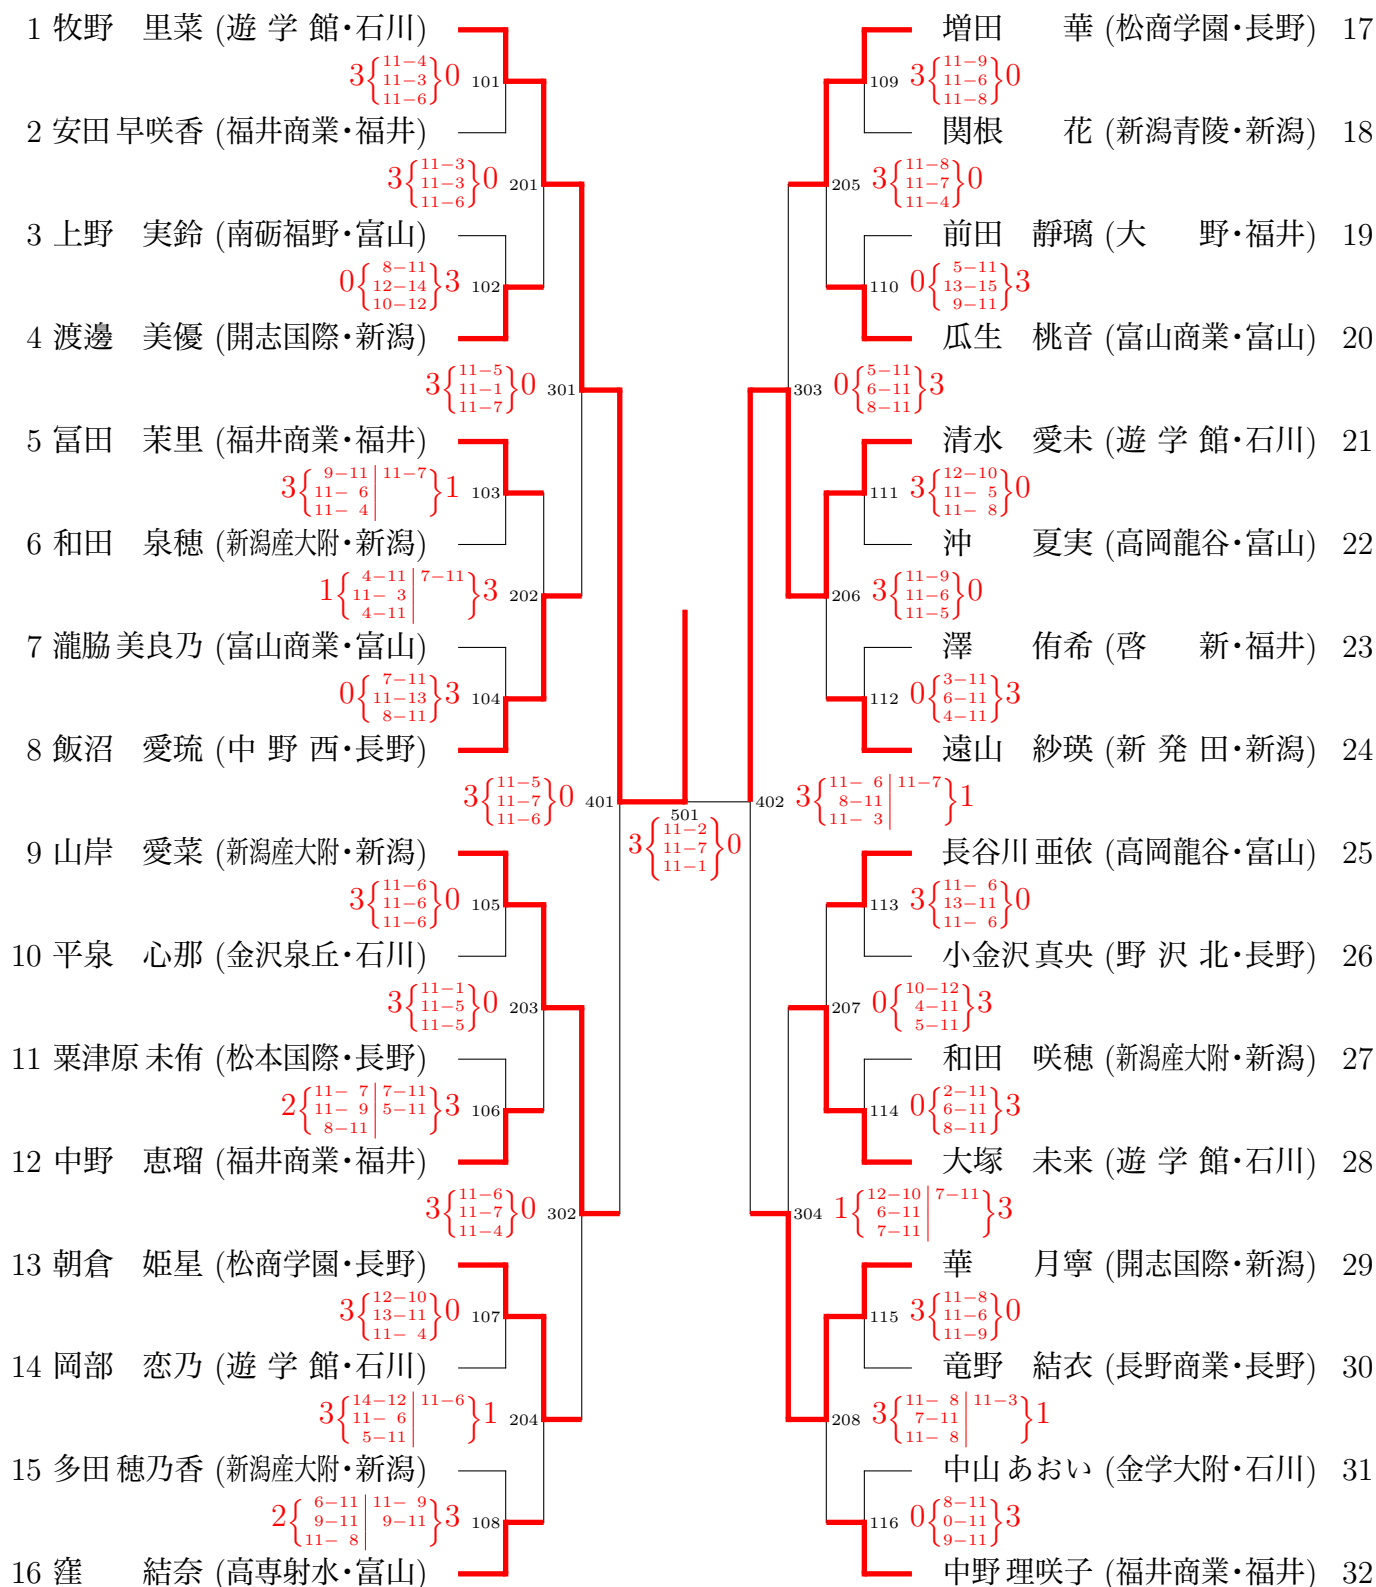 1 牧野　里菜 (遊 学 館・石川)
3{11−4 11−3 11−6}0 101
2 安田 早咲香 (福井商業・福井)
3{11−3 11−3 11−6}0 201
3 上野　実鈴 (南砺福野・富山)
0{8−11 12−14 10−12}3 102
4 渡邊　美優 (開志国際・新潟)
3{11−5 11−1 11−7}0 301
5 冨田　茉里 (福井商業・福井)
3{9−11 11− 6 11− 4 | 11−7}1 103
6 和田　泉穂 (新潟産大附・新潟)
1{4−11 11− 3 4−11 | 7−11}3 202
7 瀧脇 美良乃 (富山商業・富山)
0{7−11 11−13 8−11}3 104
8 飯沼　愛琉 (中 野 西・長野)
3{11−5 11−7 11−6}0 401
9 山岸　愛菜 (新潟産大附・新潟)
3{11−6 11−6 11−6}0 105
10 平泉　心那 (金沢泉丘・石川)
3{11−1 11−5 11−5}0 203
11 粟津原 未侑 (松本国際・長野)
2{11− 7 11− 9 8−11 | 7−11 5−11}3 106
12 中野　恵瑠 (福井商業・福井)
3{11−6 11−7 11−4}0 302
13 朝倉　姫星 (松商学園・長野)
3{12−10 13−11 11− 4}0 107
14 岡部　恋乃 (遊 学 館・石川)
3{14−12 11− 6 5−11 | 11−6}1 204
15 多田 穂乃香 (新潟産大附・新潟)
2{6−11 9−11 11− 8 | 11− 9 9−11}3 108
16 窪　　結奈 (高専射水・富山)
501
3{11−2 11−7 11−1}0
増田　　華 (松商学園・長野) 17
109 3{11−9 11−6 11−8}0
関根　　花 (新潟青陵・新潟) 18
205 3{11−8 11−7 11−4}0
前田　靜璃 (大　　野・福井) 19
110 0{5−11 13−15 9−11}3
瓜生　桃音 (富山商業・富山) 20
303 0{5−11 6−11 8−11}3
清水　愛未 (遊 学 館・石川) 21
111 3{12−10 11− 5 11− 8}0
沖　　夏実 (高岡龍谷・富山) 22
206 3{11−9 11−6 11−5}0
澤　　侑希 (啓　　新・福井) 23
112 0{3−11 6−11 4−11}3
遠山　紗瑛 (新 発 田・新潟) 24
402 3{11− 6 8−11 11− 3 | 11−7}1
長谷川 亜依 (高岡龍谷・富山) 25
113 3{11− 6 13−11 11− 6}0
小金沢 真央 (野 沢 北・長野) 26
207 0{10−12 4−11 5−11}3
和田　咲穂 (新潟産大附・新潟) 27
114 0{2−11 6−11 8−11}3
大塚　未来 (遊 学 館・石川) 28
304 1{12−10 6−11 7−11 | 7−11}3
華　　月寧 (開志国際・新潟) 29
115 3{11−8 11−6 11−9}0
竜野　結衣 (長野商業・長野) 30
208 3{11− 8 7−11 11− 8 | 11−3}1
中山 あおい (金学大附・石川) 31
116 0{8−11 0−11 9−11}3
中野 理咲子 (福井商業・福井) 32